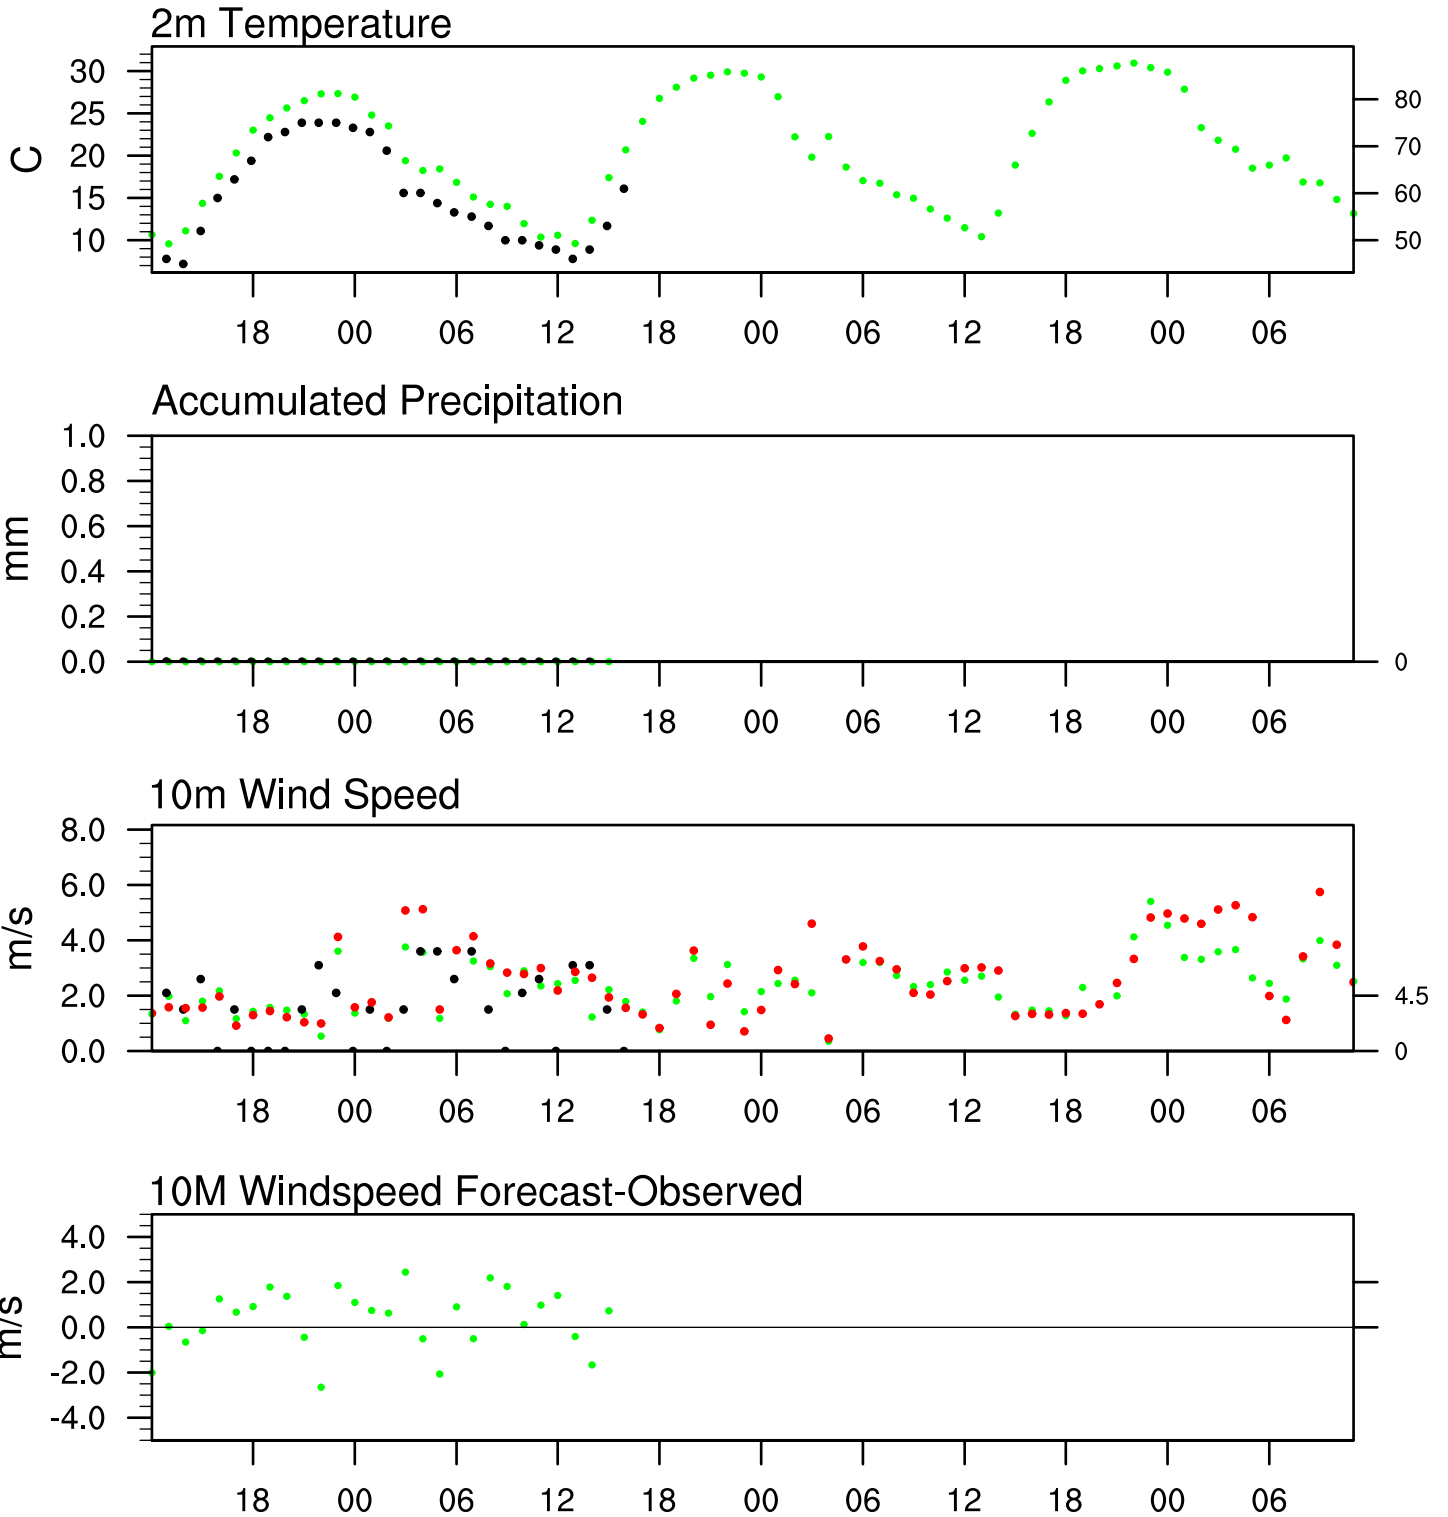 2m Temperature
30
25
20
15
10
C
80
70
60
50
18 00 06 12 18 00 06 12 18 00 06
Accumulated Precipitation
1.0
0.8
0.6
0.4
0.2
0.0
mm
0
18 00 06 12 18 00 06 12 18 00 06
10m Wind Speed
8.0
6.0
4.0
2.0
0.0
m/s
4.5
0
18 00 06 12 18 00 06 12 18 00 06
10M Windspeed Forecast-Observed
4.0
2.0
0.0
-2.0
-4.0
m/s
18 00 06 12 18 00 06 12 18 00 06